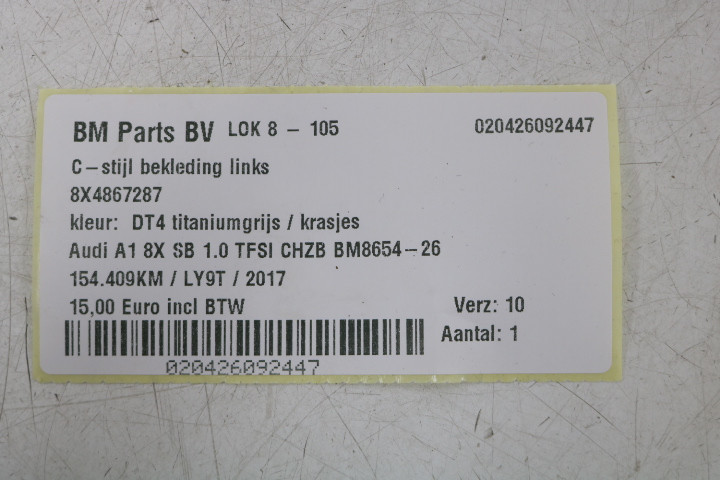 BM Parts BV LOK 8 - 105 020426092447
C-stijl bekleding links
8X4867287
kleur: DT4 titaniumgrijs / krasjes
Audi A1 8X SB 1.0 TFSI CHZB BM8654-26
154.409KM / LY9T / 2017
15,00 Euro incl BTW Verz: 10
Aantal: 1
020426092447